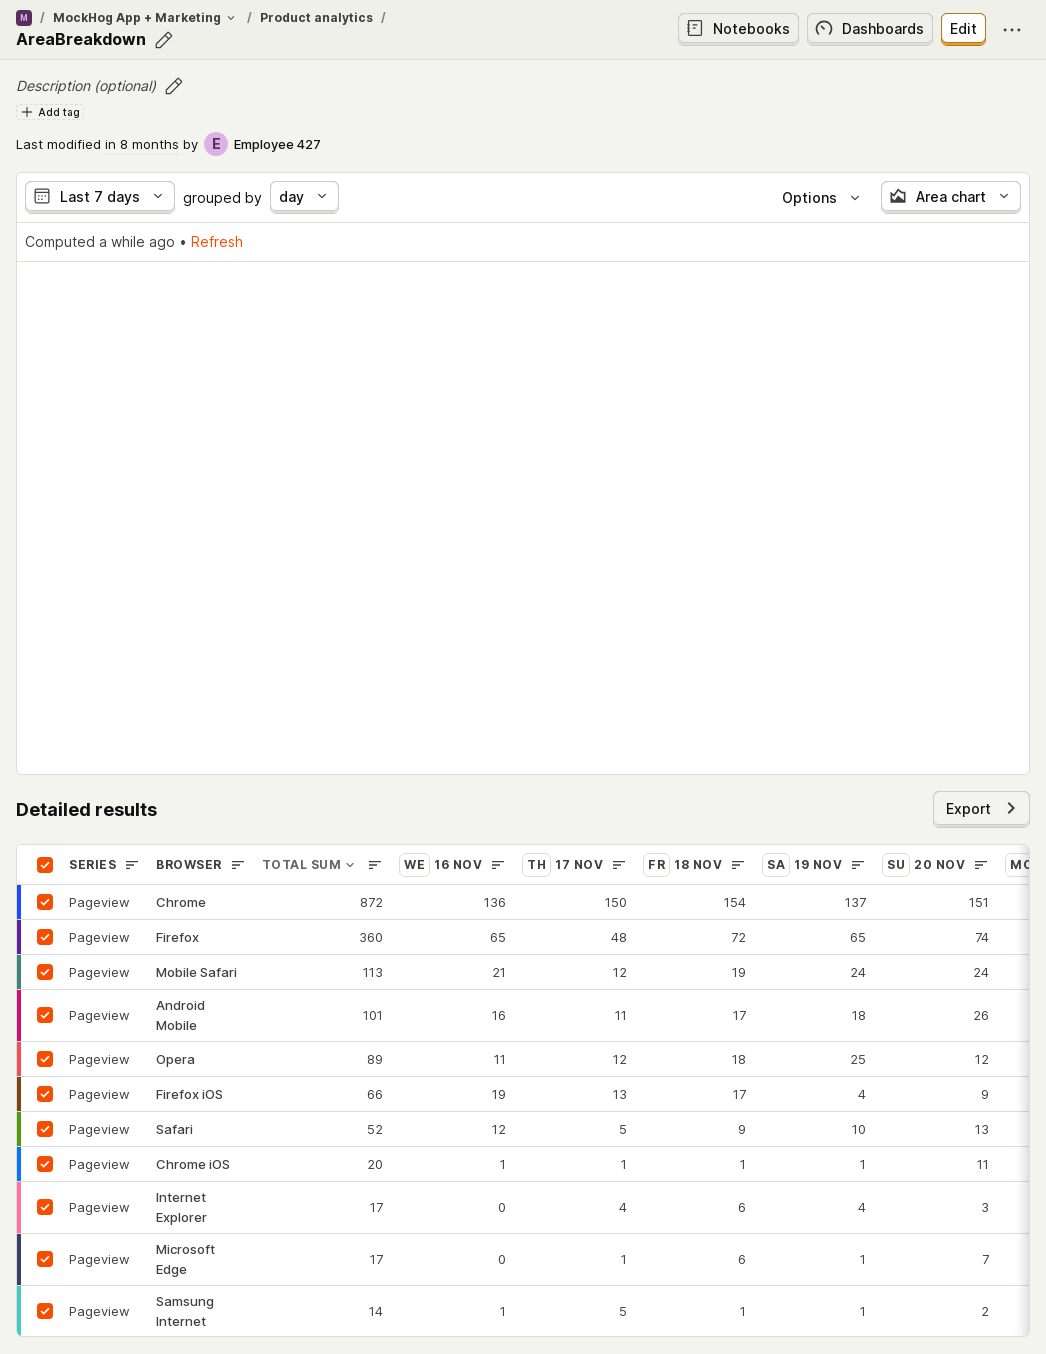 M / MockHog App + Marketing / Product analytics /
AreaBreakdown
Notebooks Dashboards Edit
Description (optional)
Add tag
Last modified in 8 months by E Employee 427
Last 7 days grouped by day Options Area chart
Computed a while ago • Refresh
Detailed results Export
SERIES BROWSER TOTAL SUM WE 16 NOV TH 17 NOV FR 18 NOV SA 19 NOV SU 20 NOV
Pageview Chrome 872 136 150 154 137 151
Pageview Firefox 360 65 48 72 65 74
Pageview Mobile Safari 113 21 12 19 24 24
Pageview Android Mobile 101 16 11 17 18 26
Pageview Opera 89 11 12 18 25 12
Pageview Firefox iOS 66 19 13 17 4 9
Pageview Safari 52 12 5 9 10 13
Pageview Chrome iOS 20 1 1 1 1 11
Pageview Internet Explorer 17 0 4 6 4 3
Pageview Microsoft Edge 17 0 1 6 1 7
Pageview Samsung Internet 14 1 5 1 1 2